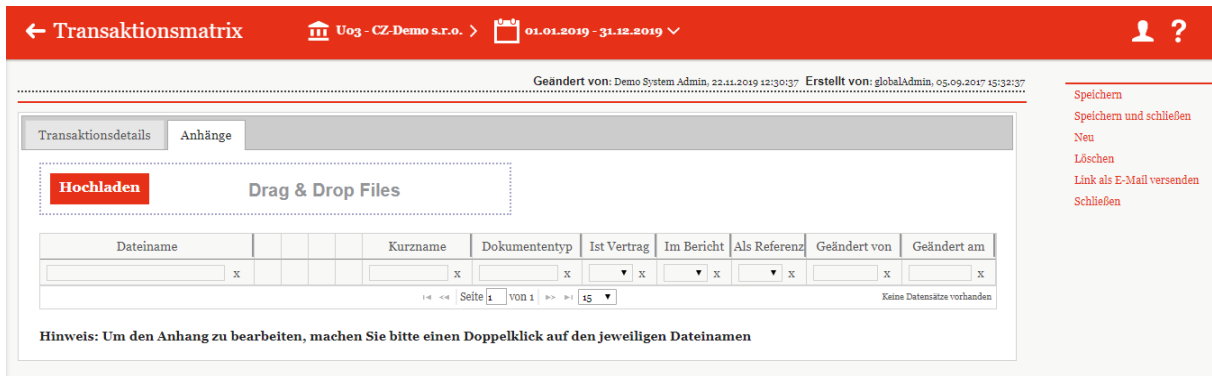 Transaktionsmatrix U03 - CZ-Demo s.r.o. 01.01.2019 - 31.12.2019 ?
Geändert von: Demo System Admin, 22.11.2019 12:30:37 Erstellt von: globalAdmin, 05.09.2017 15:32:37
Transaktionsdetails Anhänge
Hochladen Drag & Drop Files
Dateiname Kurzname Dokumententyp Ist Vertrag Im Bericht Als Referenz Geändert von Geändert am
x x x x x x x x
Seite 1 von 1 15 Keine Datensätze vorhanden
Hinweis: Um den Anhang zu bearbeiten, machen Sie bitte einen Doppelklick auf den jeweiligen Dateinamen
Speichern
Speichern und schließen
Neu
Löschen
Link als E-Mail versenden
Schließen